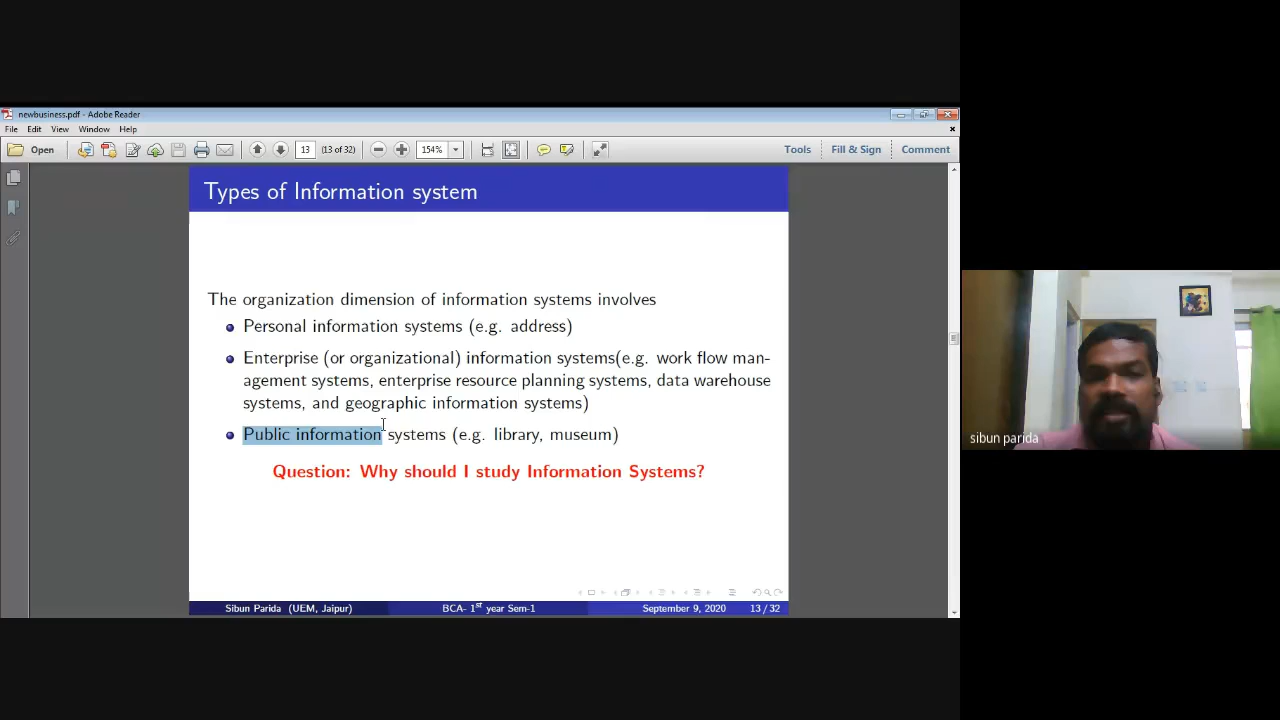 newbusiness.pdf - Adobe Reader
File Edit View Window Help
Open 13 (13 of 32) 154% Tools Fill & Sign Comment
Types of Information system
The organization dimension of information systems involves
Personal information systems (e.g. address)
Enterprise (or organizational) information systems(e.g. work flow man-
agement systems, enterprise resource planning systems, data warehouse
systems, and geographic information systems)
Public information systems (e.g. library, museum)
Question: Why should I study Information Systems?
Sibun Parida (UEM, Jaipur) BCA- 1st year Sem-1 September 9, 2020 13 / 32
sibun parida